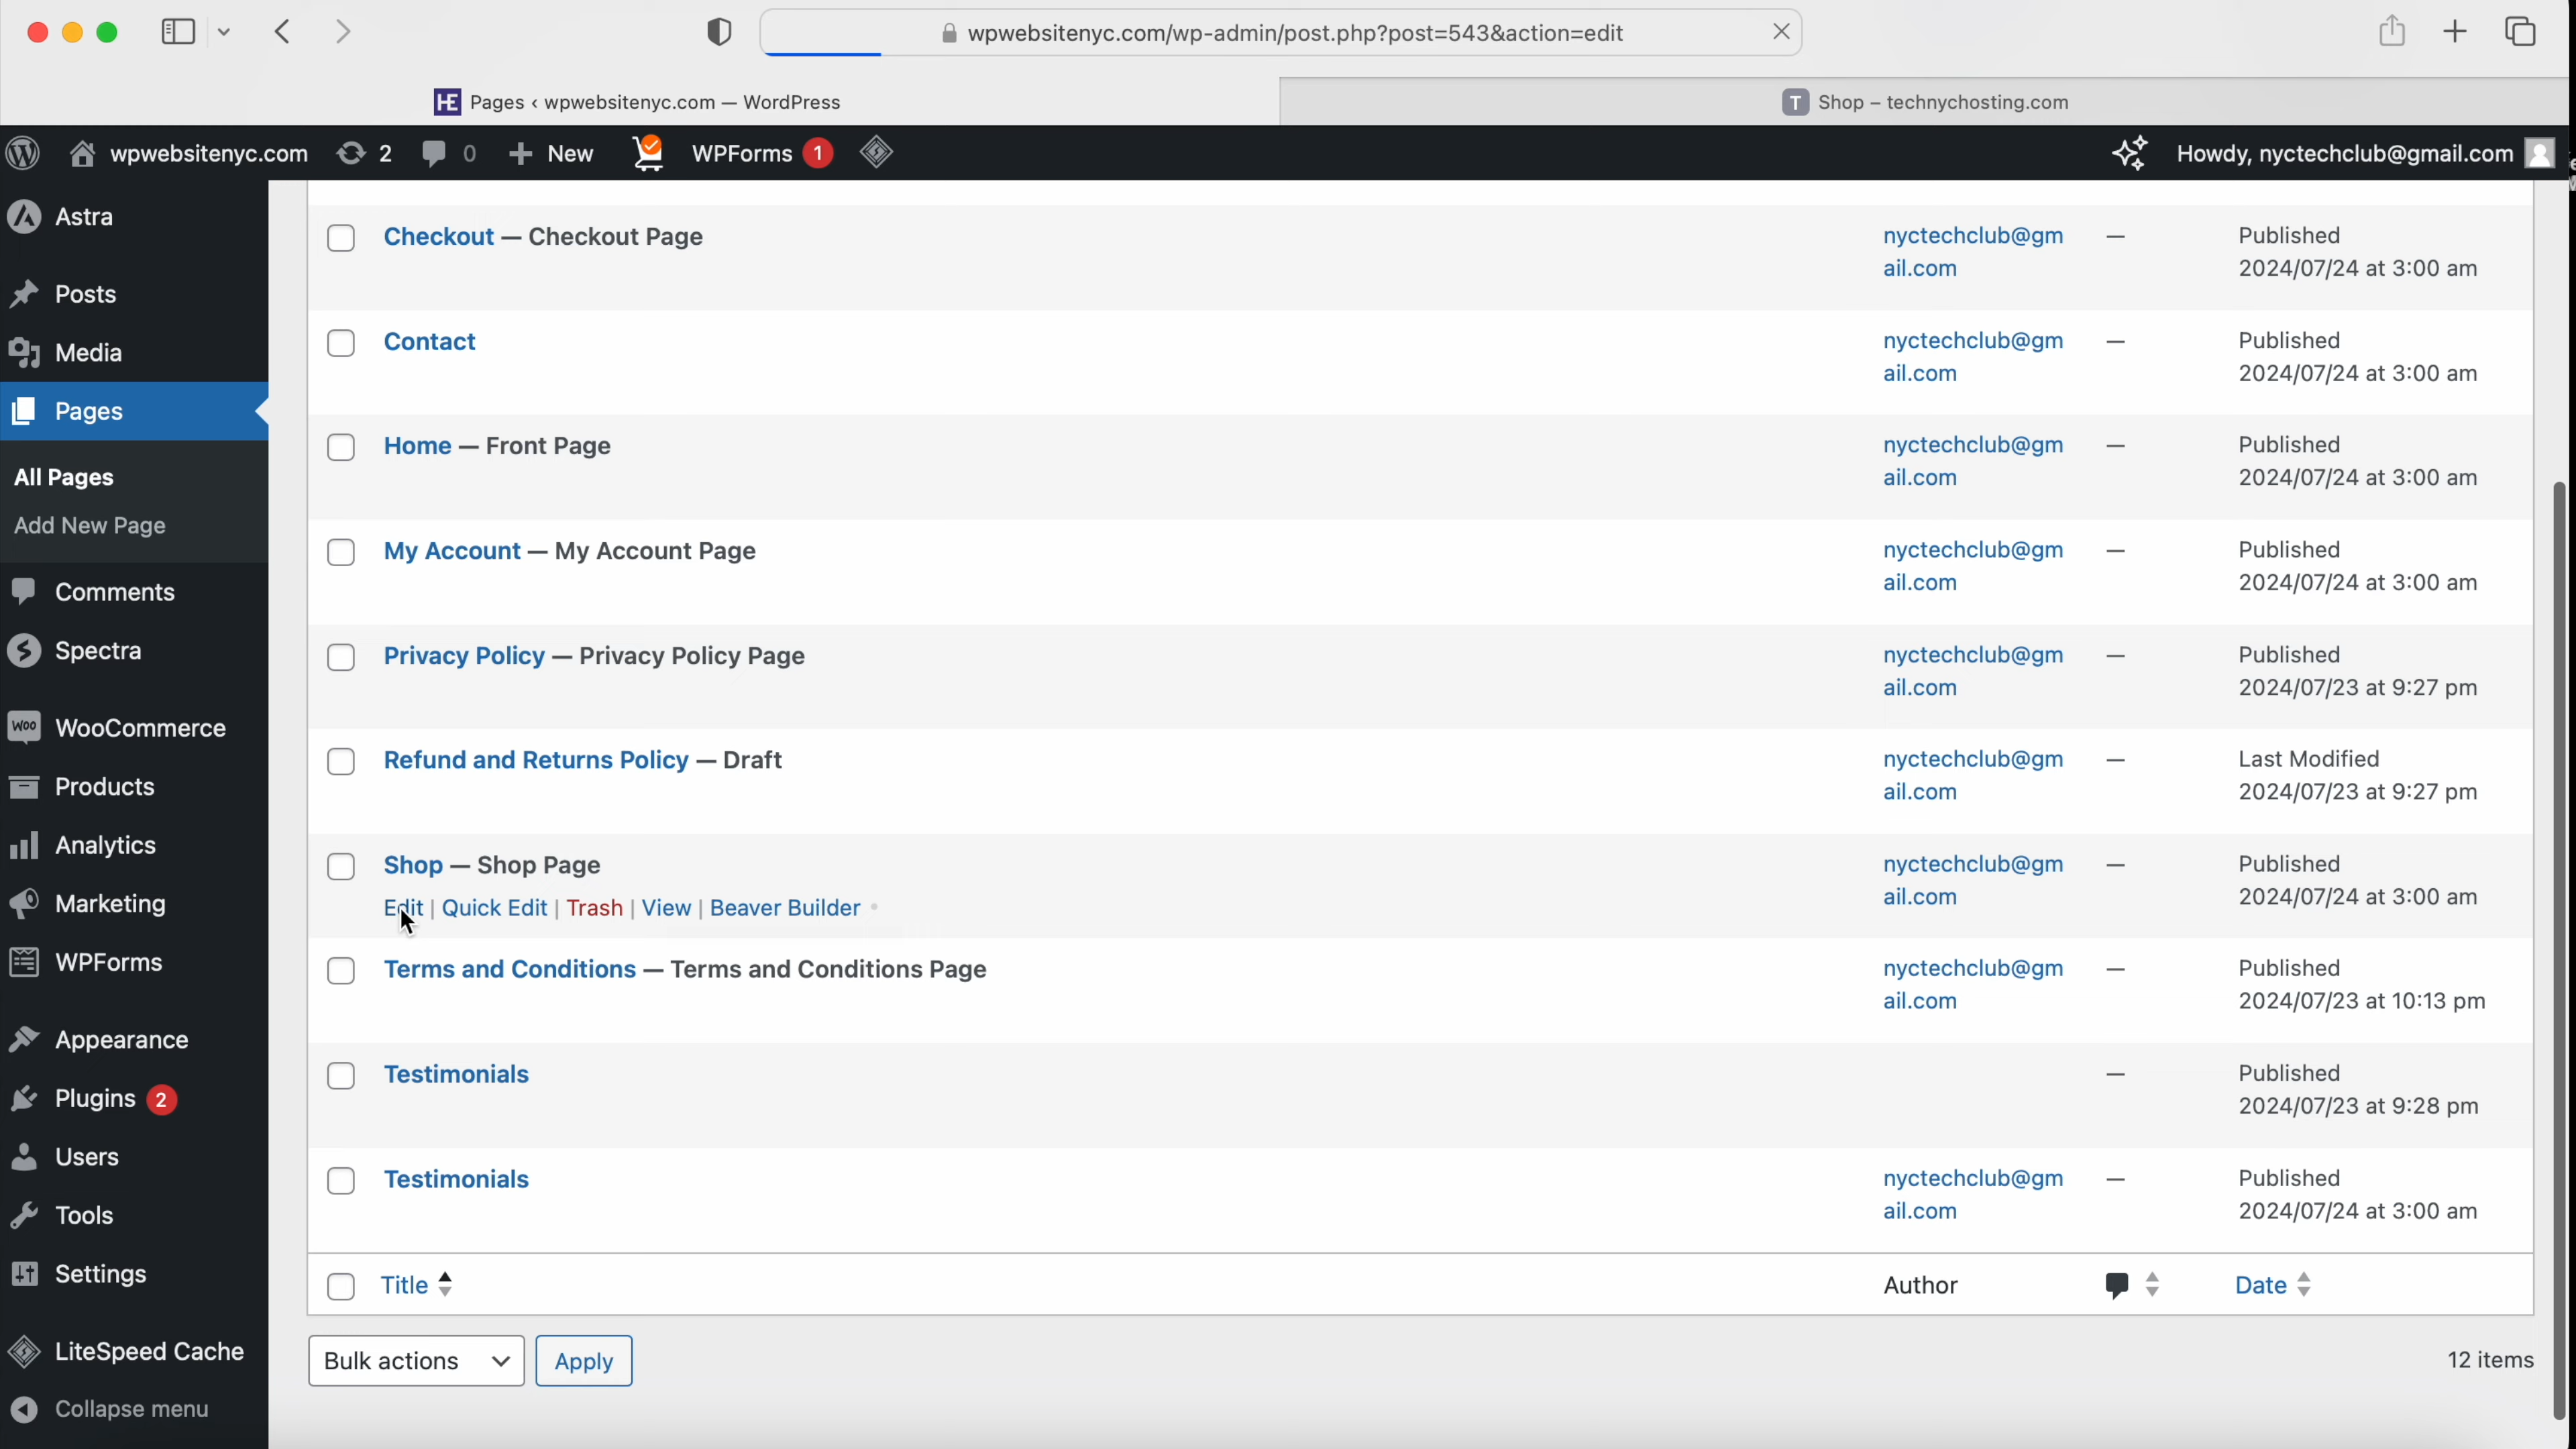 wpwebsitenyc.com/wp-admin/post.php?post=543&action=edit
HE Pages ‹ wpwebsitenyc.com — WordPress
T Shop – technychosting.com
wpwebsitenyc.com 2 0 New WPForms 1 Howdy, nyctechclub@gmail.com
Astra
Posts
Media
Pages
All Pages
Add New Page
Comments
Spectra
Woo WooCommerce
Products
Analytics
Marketing
WPForms
Appearance
Plugins 2
Users
Tools
Settings
LiteSpeed Cache
Collapse menu
Checkout — Checkout Page
nyctechclub@gm
ail.com
—
Published
2024/07/24 at 3:00 am
Contact
nyctechclub@gm
ail.com
—
Published
2024/07/24 at 3:00 am
Home — Front Page
nyctechclub@gm
ail.com
—
Published
2024/07/24 at 3:00 am
My Account — My Account Page
nyctechclub@gm
ail.com
—
Published
2024/07/24 at 3:00 am
Privacy Policy — Privacy Policy Page
nyctechclub@gm
ail.com
—
Published
2024/07/23 at 9:27 pm
Refund and Returns Policy — Draft
nyctechclub@gm
ail.com
—
Last Modified
2024/07/23 at 9:27 pm
Shop — Shop Page
Edit | Quick Edit | Trash | View | Beaver Builder •
nyctechclub@gm
ail.com
—
Published
2024/07/24 at 3:00 am
Terms and Conditions — Terms and Conditions Page
nyctechclub@gm
ail.com
—
Published
2024/07/23 at 10:13 pm
Testimonials
—
Published
2024/07/23 at 9:28 pm
Testimonials
nyctechclub@gm
ail.com
—
Published
2024/07/24 at 3:00 am
Title Author Date
Bulk actions Apply
12 items